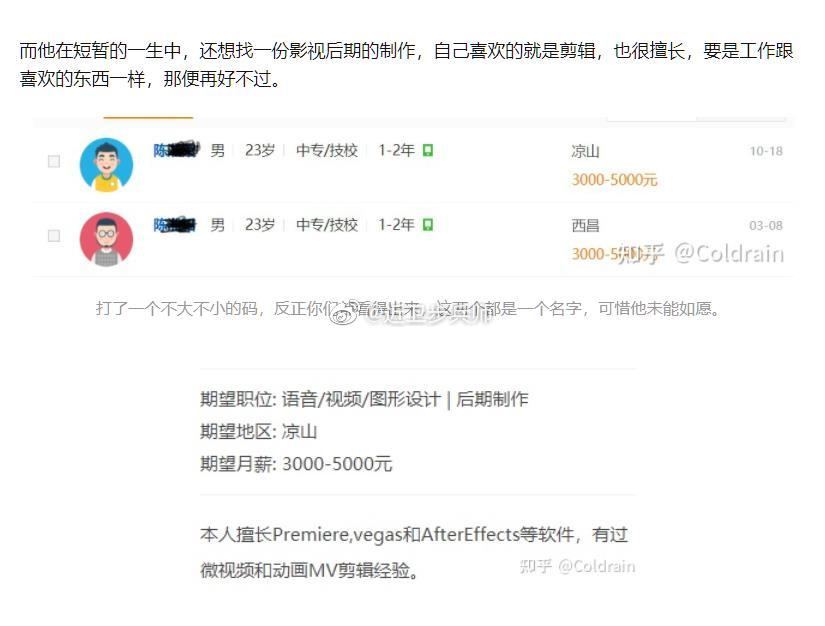 而他在短暂的一生中，还想找一份影视后期的制作，自己喜欢的就是剪辑，也很擅长，要是工作跟
喜欢的东西一样，那便再好不过。
陈 男 23岁 中专/技校 1-2年 凉山 10-18
3000-5000元
陈 男 23岁 中专/技校 1-2年 西昌 03-08
3000-5000元
知乎 @Coldrain
打了一个不大不小的码，反正你们 看得出来 这两个都是一个名字，可惜他未能如愿。
期望职位: 语音/视频/图形设计 | 后期制作
期望地区: 凉山
期望月薪: 3000-5000元
本人擅长Premiere,vegas和AfterEffects等软件，有过
微视频和动画MV剪辑经验。
知乎 @Coldrain